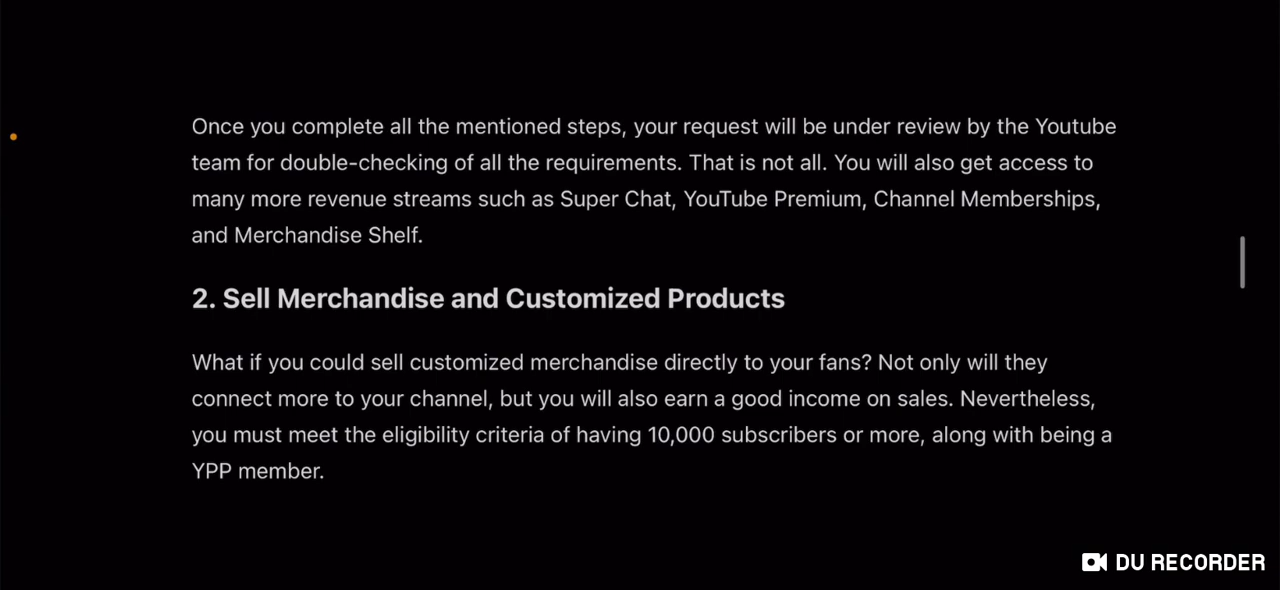 Once you complete all the mentioned steps, your request will be under review by the Youtube
team for double-checking of all the requirements. That is not all. You will also get access to
many more revenue streams such as Super Chat, YouTube Premium, Channel Memberships,
and Merchandise Shelf.
2. Sell Merchandise and Customized Products
What if you could sell customized merchandise directly to your fans? Not only will they
connect more to your channel, but you will also earn a good income on sales. Nevertheless,
you must meet the eligibility criteria of having 10,000 subscribers or more, along with being a
YPP member.
DU RECORDER